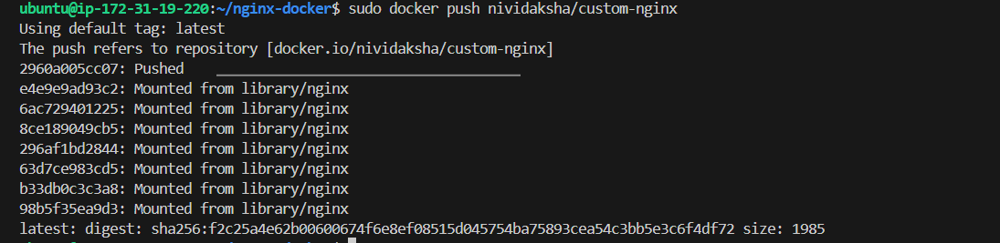 ubuntu@ip-172-31-19-220:~/nginx-docker$ sudo docker push nividaksha/custom-nginx
Using default tag: latest
The push refers to repository [docker.io/nividaksha/custom-nginx]
2960a005cc07: Pushed
e4e9e9ad93c2: Mounted from library/nginx
6ac729401225: Mounted from library/nginx
8ce189049cb5: Mounted from library/nginx
296af1bd2844: Mounted from library/nginx
63d7ce983cd5: Mounted from library/nginx
b33db0c3c3a8: Mounted from library/nginx
98b5f35ea9d3: Mounted from library/nginx
latest: digest: sha256:f2c25a4e62b00600674f6e8ef08515d045754ba75893cea54c3bb5e3c6f4df72 size: 1985